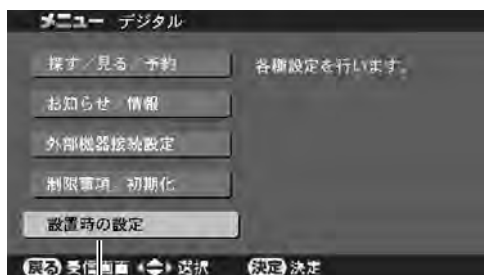 メニュー デジタル
探す/見る/予約
各種設定を行います。
お知らせ/情報
外部機器接続設定
制限事項/初期化
設置時の設定
戻る 受信画面 選択 決定 決定